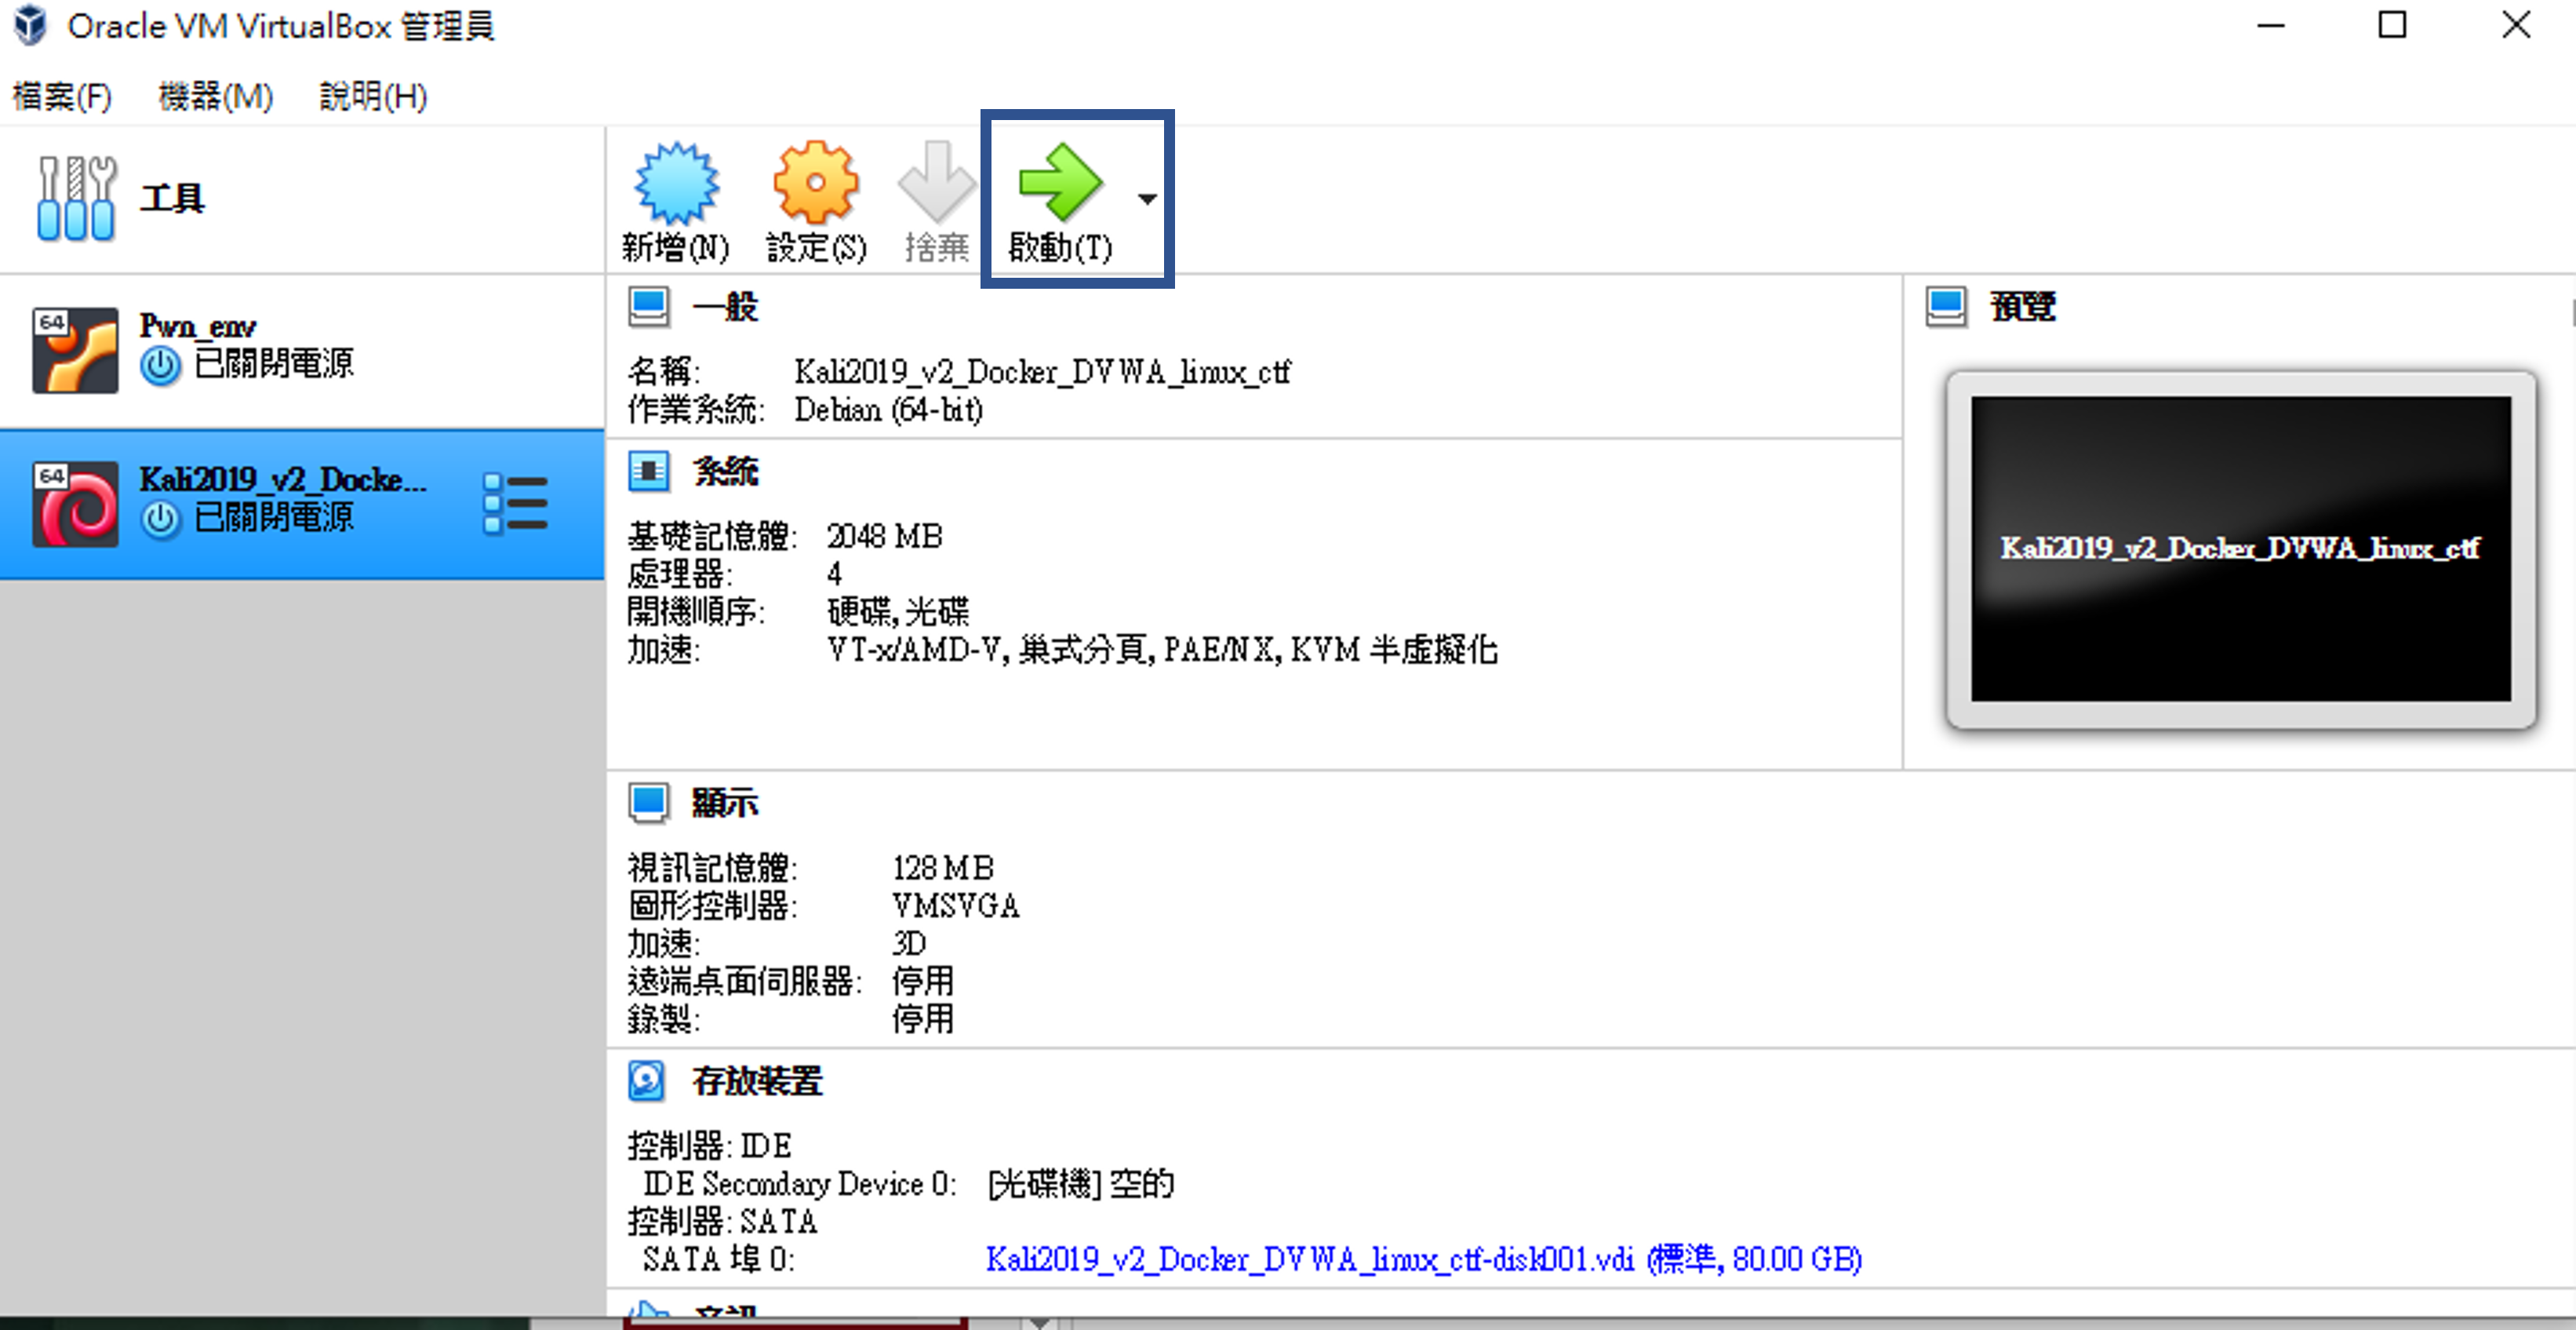 Oracle VM VirtualBox 管理員
檔案(F) 機器(M) 說明(H)
工具
新增(N) 設定(S) 捨棄 啟動(T)
64
Pwn_env
已關閉電源
64
Kali2019_v2_Docke...
已關閉電源
一般
名稱: Kali2019_v2_Docker_DVWA_linux_ctf
作業系統: Debian (64-bit)
預覽
Kali2019_v2_Docker_DVWA_linux_ctf
系統
基礎記憶體: 2048 MB
處理器: 4
開機順序: 硬碟, 光碟
加速: VT-x/AMD-V, 巢式分頁, PAE/NX, KVM 半虛擬化
顯示
視訊記憶體: 128 MB
圖形控制器: VMSVGA
加速: 3D
遠端桌面伺服器: 停用
錄製: 停用
存放裝置
控制器: IDE
IDE Secondary Device 0: [光碟機] 空的
控制器: SATA
SATA 埠 0: Kali2019_v2_Docker_DVWA_linux_ctf-disk001.vdi (標準, 80.00 GB)